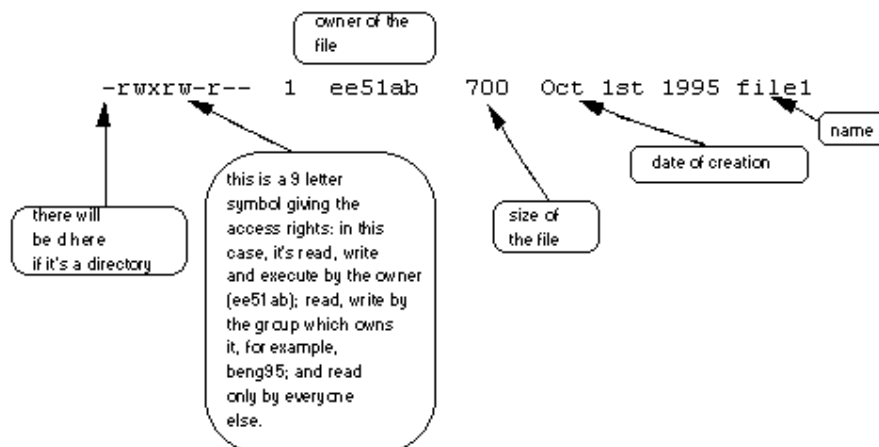 owner of the
file
-rwxrw-r-- 1 ee51ab 700 Oct 1st 1995 file1
name
date of creation
there will
be d here
if it's a directory
this is a 9 letter
symbol giving the
access rights: in this
case, it's read, write
and execute by the owner
(ee51ab); read, write by
the group which owns
it, for example,
beng95; and read
only by everyone
else.
size of
the file